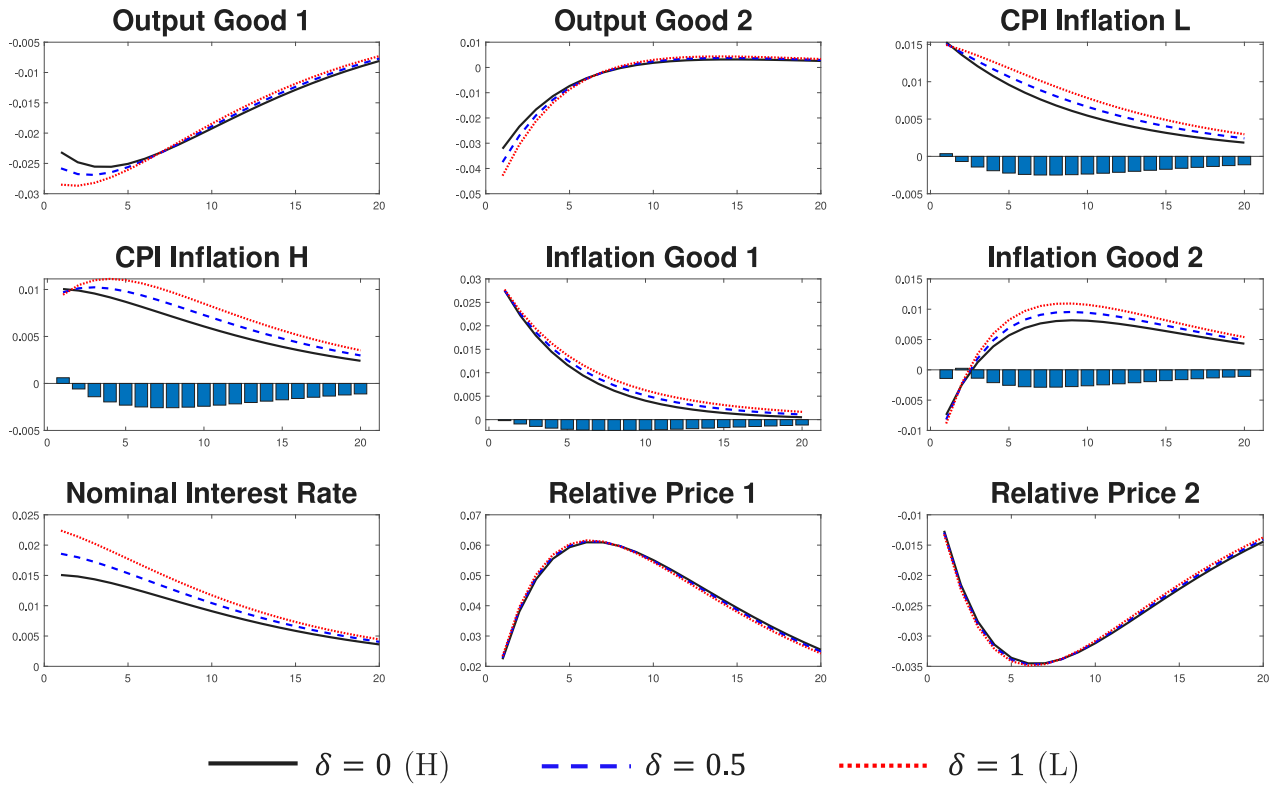 Output Good 1
Output Good 2
CPI Inflation L
-0.005
-0.01
-0.015
-0.02
-0.025
-0.03
0 5 10 15 20
0.01
0
-0.01
-0.02
-0.03
-0.04
-0.05
0 5 10 15 20
0.015
0.01
0.005
0
-0.005
0 5 10 15 20
CPI Inflation H
Inflation Good 1
Inflation Good 2
0.01
0.005
0
-0.005
0 5 10 15 20
0.03
0.025
0.02
0.015
0.01
0.005
0
0 5 10 15 20
0.015
0.01
0.005
0
-0.005
-0.01
0 5 10 15 20
Nominal Interest Rate
Relative Price 1
Relative Price 2
0.025
0.02
0.015
0.01
0.005
0
0 5 10 15 20
0.07
0.06
0.05
0.04
0.03
0.02
0 5 10 15 20
-0.01
-0.015
-0.02
-0.025
-0.03
-0.035
0 5 10 15 20
δ = 0 (H) δ = 0.5 δ = 1 (L)